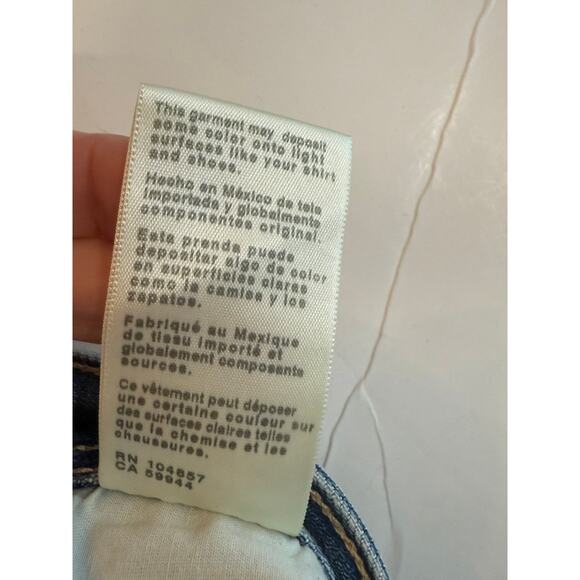 This garment may deposit
some color onto light
surfaces like your shirt
and shoes.
Hecho en México de tela
importada y globalmente
componentes original.
Esta prenda puede
depositar algo de color
en superficies claras
como la camisa y los
zapatos.
Fabriqué au Mexique
de tissu importé et
globalement composante
sources.
Ce vêtement peut déposer
une certaine couleur sur
des surfaces claires telles
que la chemise et les
chaussures.
RN 104857
CA 59944